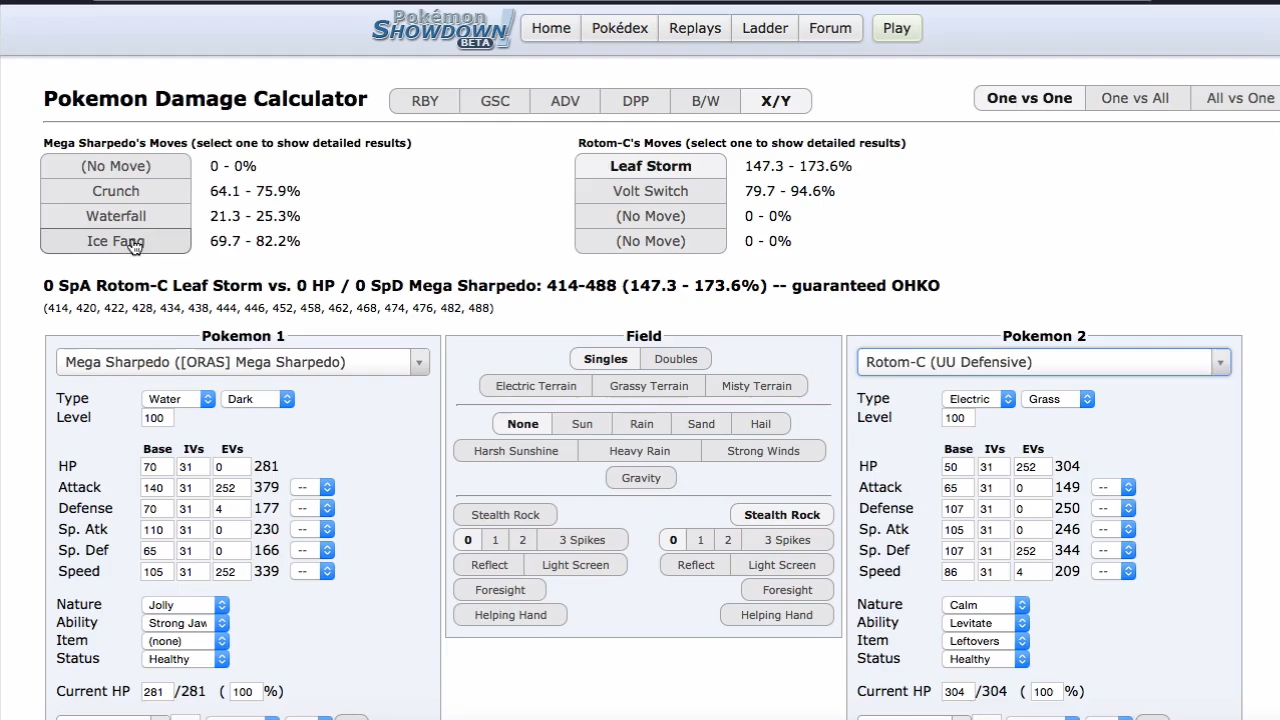 Pokémon
SHOWDOWN!
BETA
Home Pokédex Replays Ladder Forum Play
Pokemon Damage Calculator RBY GSC ADV DPP B/W X/Y One vs One One vs All All vs One
Mega Sharpedo's Moves (select one to show detailed results) Rotom-C's Moves (select one to show detailed results)
(No Move) 0 - 0% Leaf Storm 147.3 - 173.6%
Crunch 64.1 - 75.9% Volt Switch 79.7 - 94.6%
Waterfall 21.3 - 25.3% (No Move) 0 - 0%
Ice Fang 69.7 - 82.2% (No Move) 0 - 0%
0 SpA Rotom-C Leaf Storm vs. 0 HP / 0 SpD Mega Sharpedo: 414-488 (147.3 - 173.6%) -- guaranteed OHKO
(414, 420, 422, 428, 434, 438, 444, 446, 452, 458, 462, 468, 474, 476, 482, 488)
Pokemon 1
Mega Sharpedo ([ORAS] Mega Sharpedo)
Type Water Dark
Level 100
Base IVs EVs
HP 70 31 0 281
Attack 140 31 252 379 --
Defense 70 31 4 177 --
Sp. Atk 110 31 0 230 --
Sp. Def 65 31 0 166 --
Speed 105 31 252 339 --
Nature Jolly
Ability Strong Jaw
Item (none)
Status Healthy
Current HP 281 /281 ( 100 %)
Field
Singles Doubles
Electric Terrain Grassy Terrain Misty Terrain
None Sun Rain Sand Hail
Harsh Sunshine Heavy Rain Strong Winds
Gravity
Stealth Rock Stealth Rock
0 1 2 3 Spikes 0 1 2 3 Spikes
Reflect Light Screen Reflect Light Screen
Foresight Foresight
Helping Hand Helping Hand
Pokemon 2
Rotom-C (UU Defensive)
Type Electric Grass
Level 100
Base IVs EVs
HP 50 31 252 304
Attack 65 31 0 149 --
Defense 107 31 0 250 --
Sp. Atk 105 31 0 246 --
Sp. Def 107 31 252 344 --
Speed 86 31 4 209 --
Nature Calm
Ability Levitate
Item Leftovers
Status Healthy
Current HP 304 /304 ( 100 %)